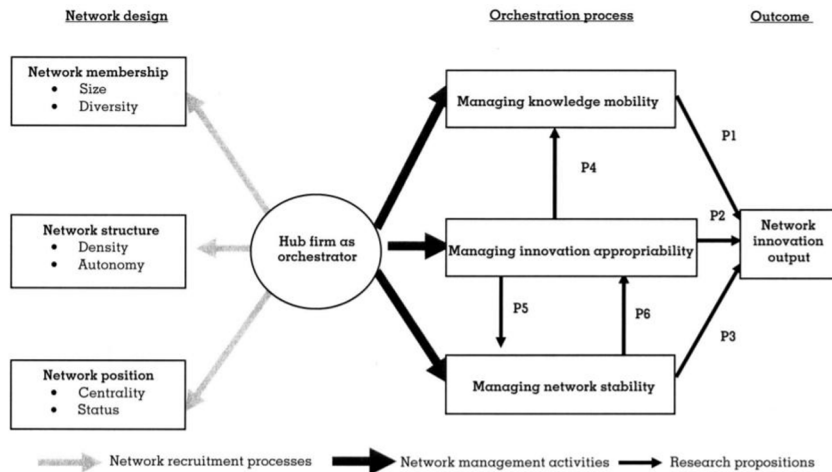 Network design
Orchestration process
Outcome
Network membership
• Size
• Diversity
Managing knowledge mobility
P1
P4
P2
Network structure
• Density
• Autonomy
Hub firm as
orchestrator
Managing innovation appropriability
Network
innovation
output
P5
P6
P3
Network position
• Centrality
• Status
Managing network stability
Network recruitment processes
Network management activities
Research propositions